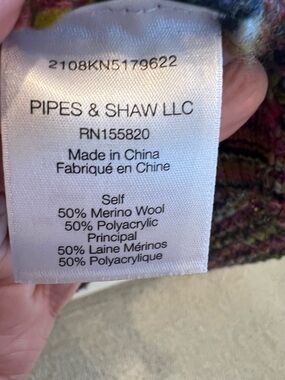 2108KN5179622
PIPES & SHAW LLC
RN155820
Made in China
Fabriqué en Chine
Self
50% Merino Wool
50% Polyacrylic
Principal
50% Laine Mérinos
50% Polyacrylique